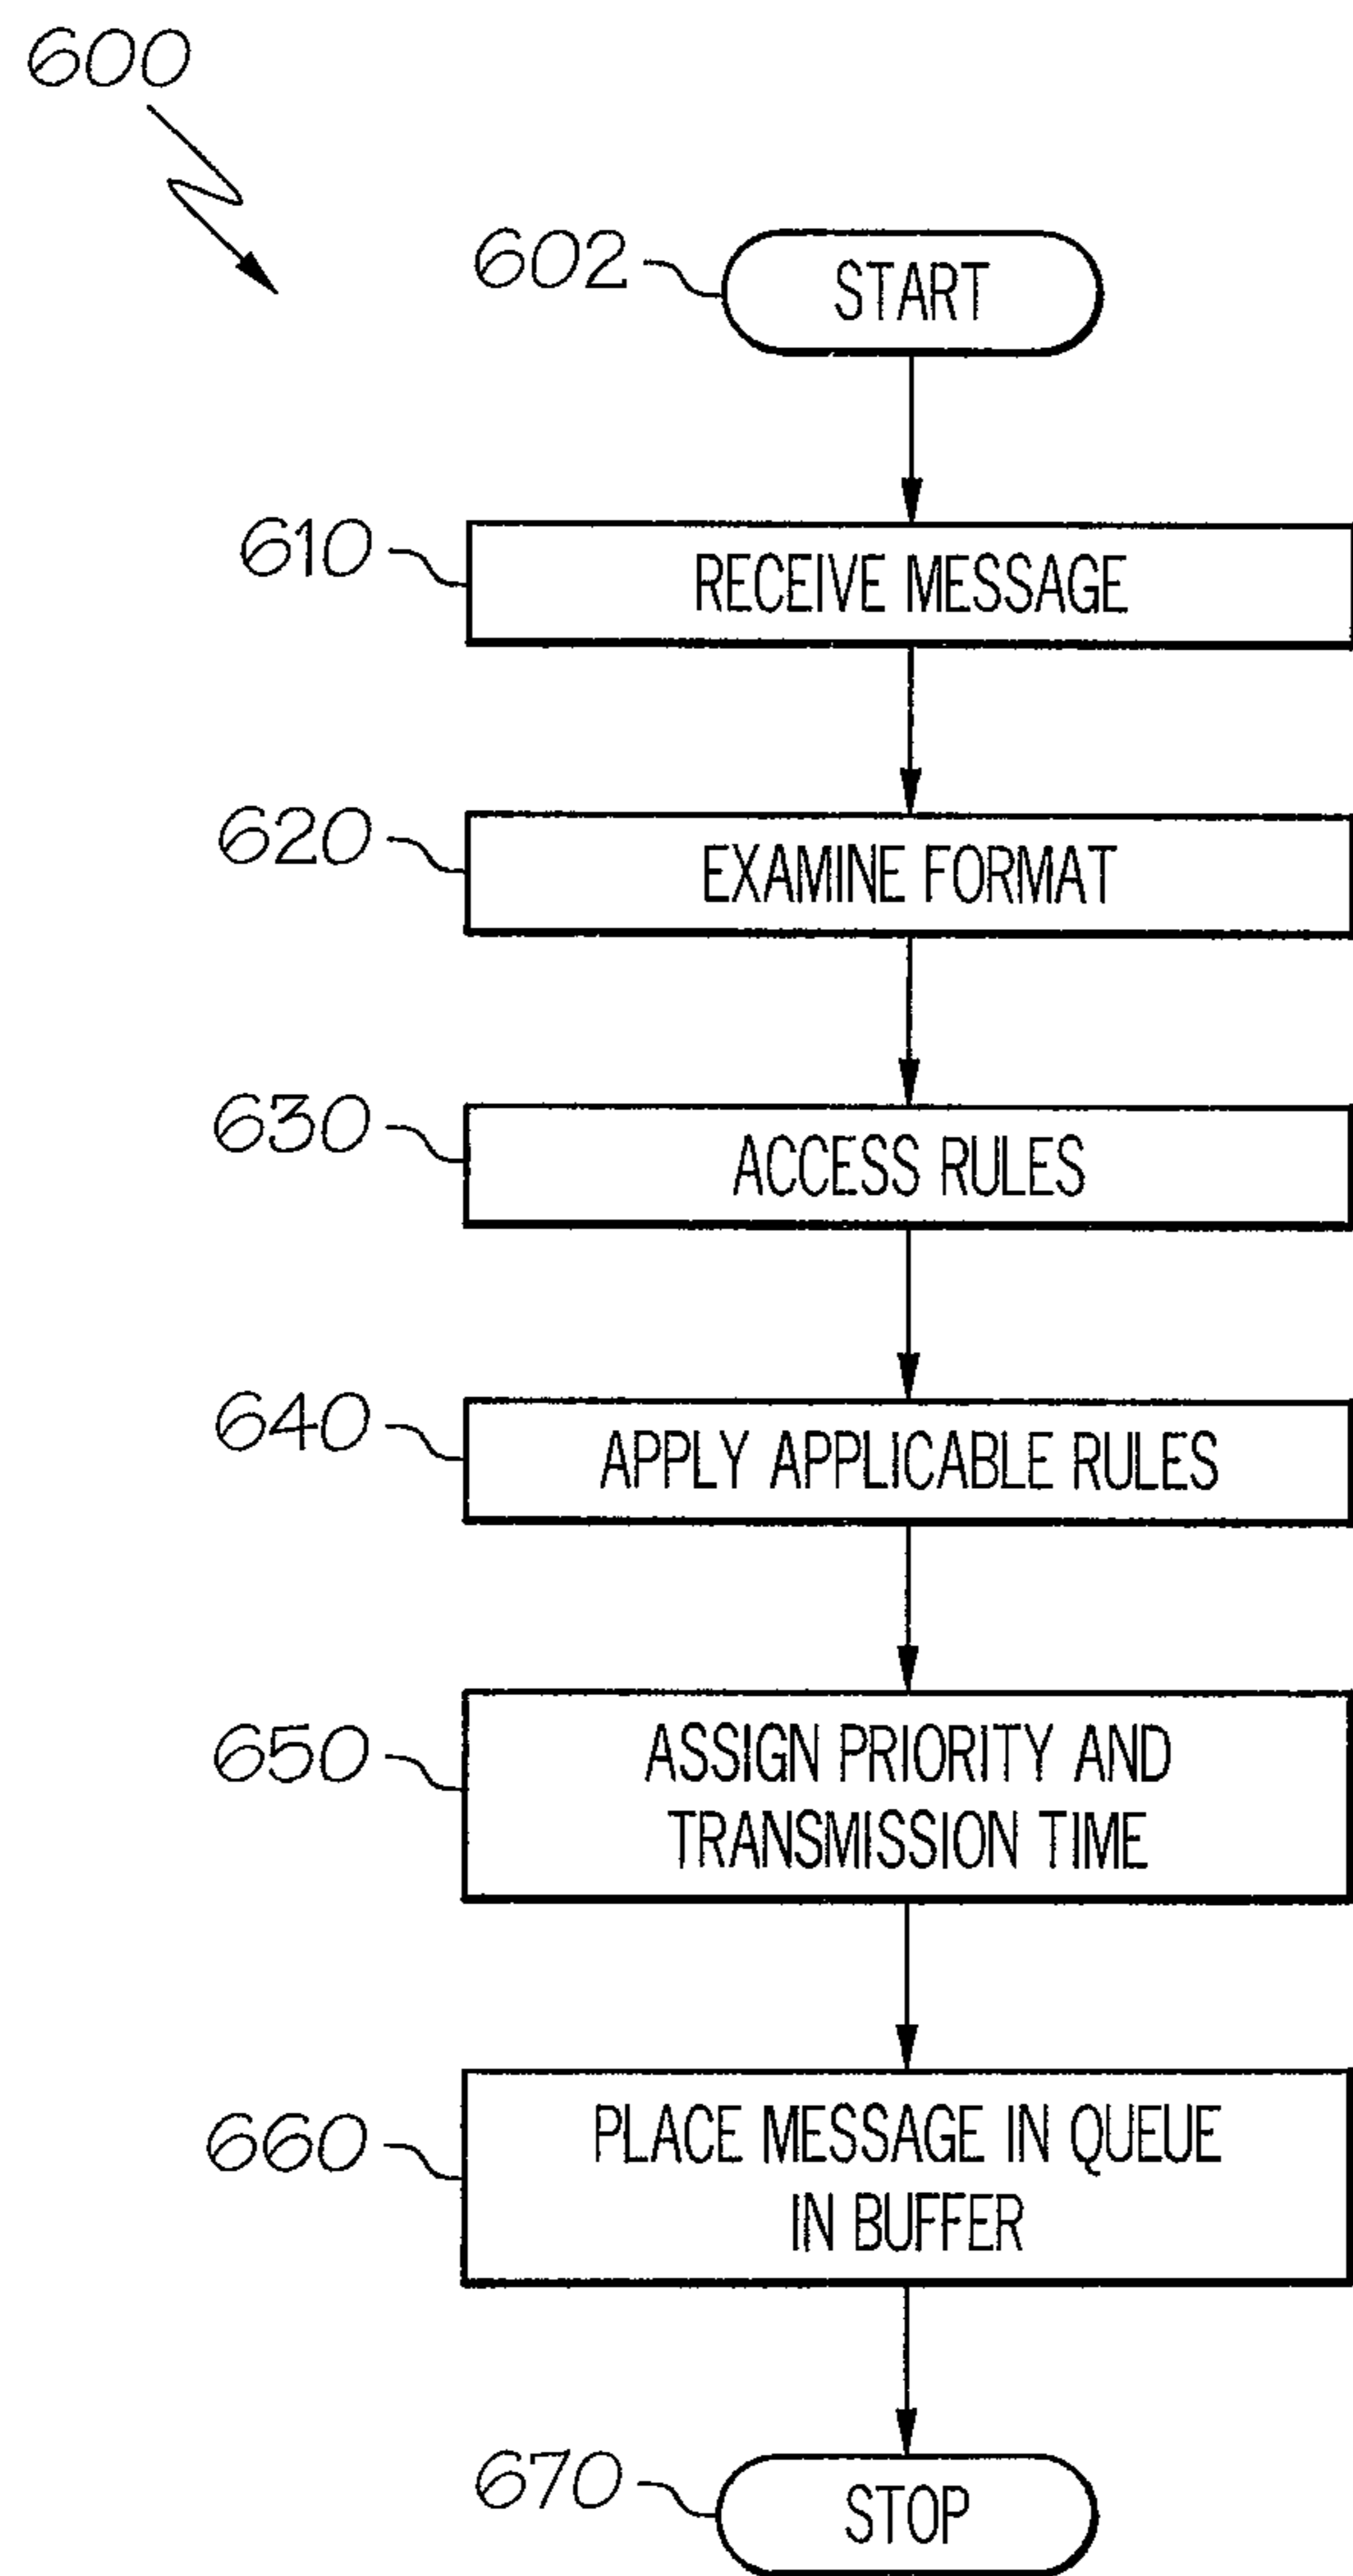 600
602 START
610 RECEIVE MESSAGE
620 EXAMINE FORMAT
630 ACCESS RULES
640 APPLY APPLICABLE RULES
650 ASSIGN PRIORITY AND
TRANSMISSION TIME
660 PLACE MESSAGE IN QUEUE
IN BUFFER
670 STOP